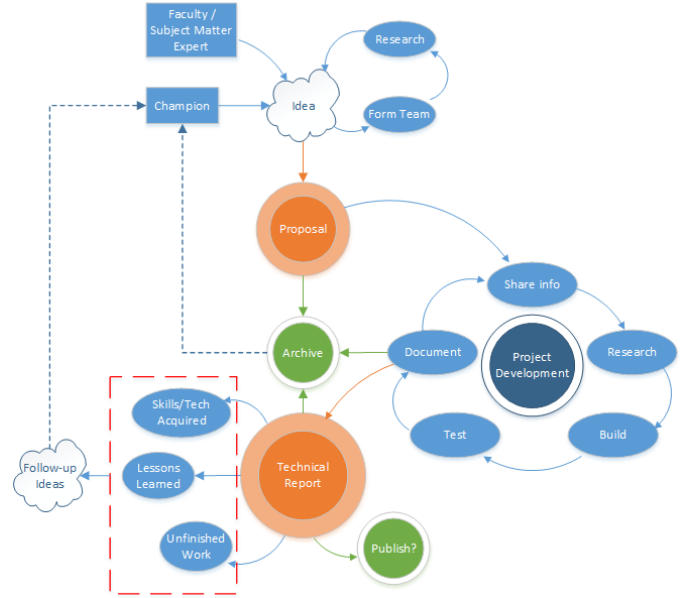 Faculty /
Subject Matter
Expert
Research
Champion
Idea
Form Team
Proposal
Share info
Archive
Document
Project
Development
Research
Skills/Tech
Acquired
Test
Build
Follow-up
Ideas
Lessons
Learned
Technical
Report
Unfinished
Work
Publish?